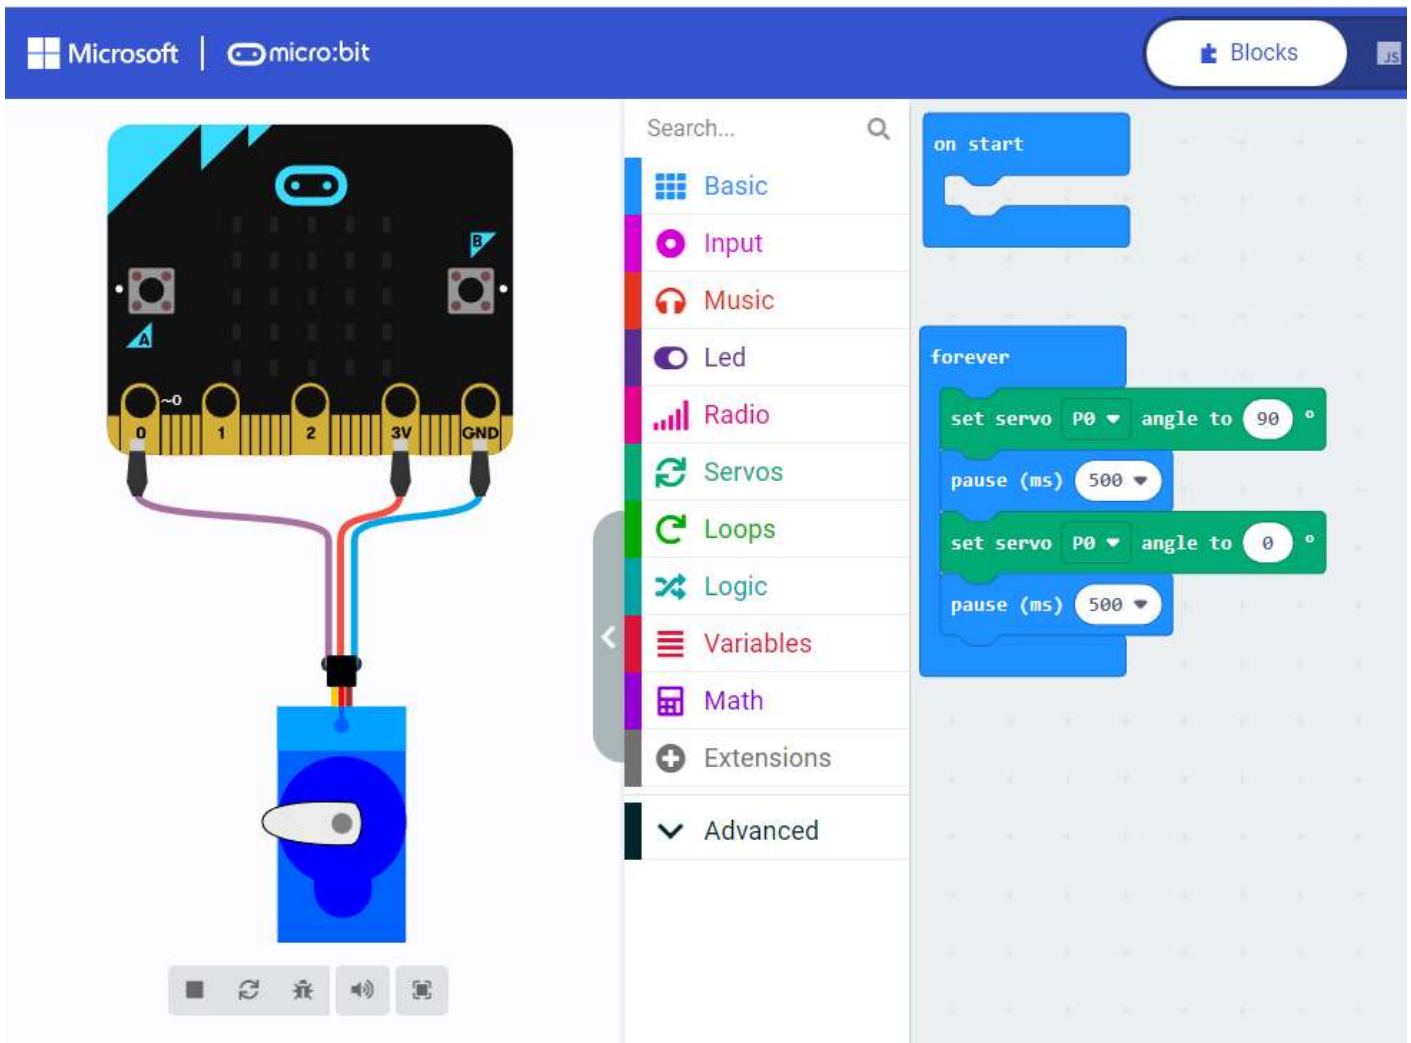 Microsoft | micro:bit
Blocks
JS
B
A
~0
0 1 2 3V GND
Search...
Basic
Input
Music
Led
Radio
Servos
Loops
Logic
Variables
Math
Extensions
Advanced
on start
forever
set servo P0 angle to 90 °
pause (ms) 500
set servo P0 angle to 0 °
pause (ms) 500